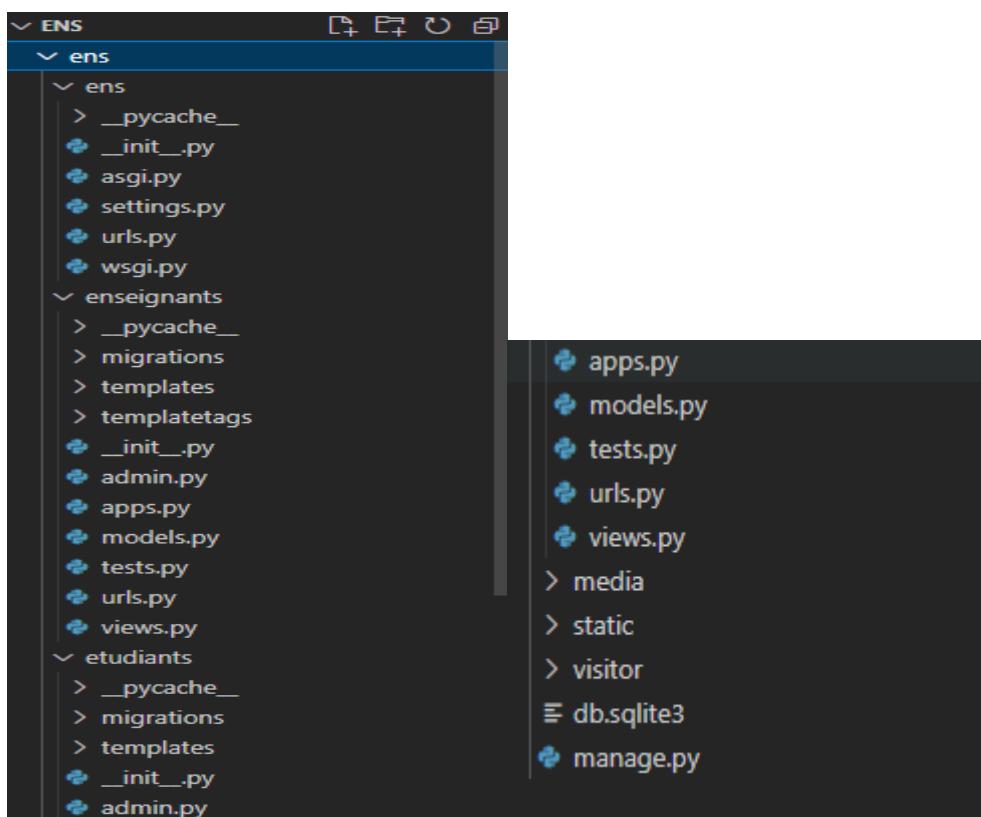 ENS
ens
ens
__pycache__
__init__.py
asgi.py
settings.py
urls.py
wsgi.py
enseignants
__pycache__
migrations
templates
templatetags
__init__.py
admin.py
apps.py
models.py
tests.py
urls.py
views.py
etudiants
__pycache__
migrations
templates
__init__.py
admin.py
apps.py
models.py
tests.py
urls.py
views.py
media
static
visitor
db.sqlite3
manage.py